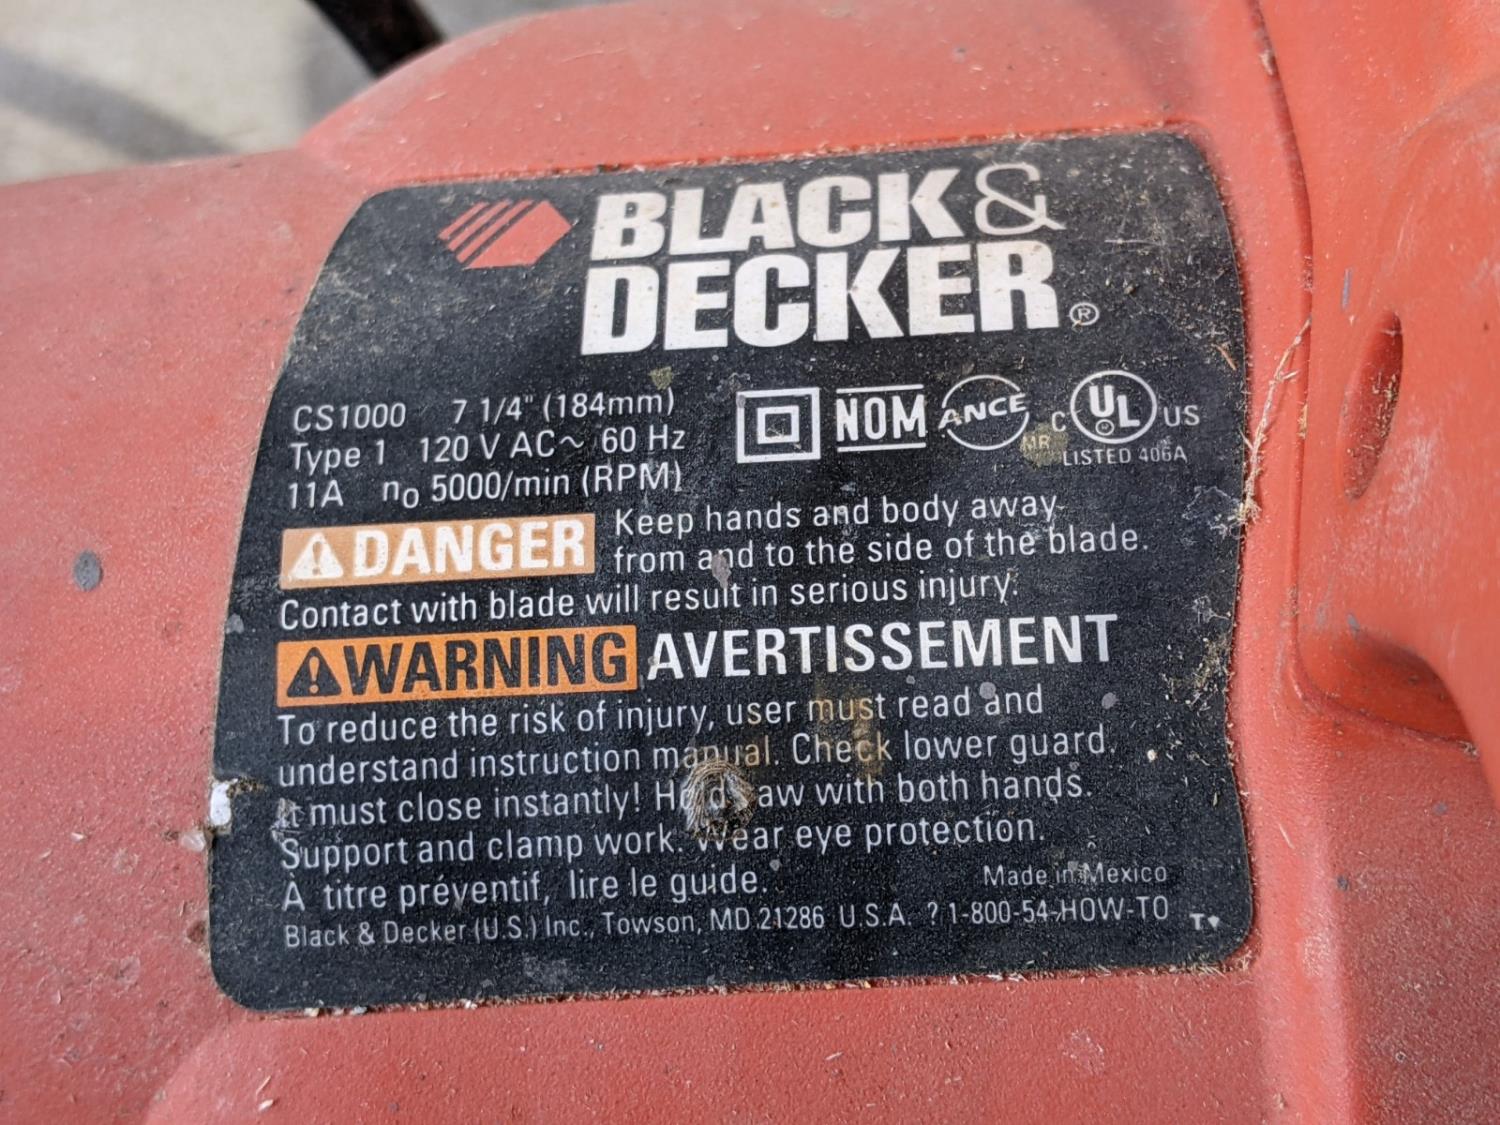 BLACK&
DECKER®
CS1000 7 1/4" (184mm)
Type 1 120 V AC~ 60 Hz
11A no 5000/min (RPM)
NOM
ANCE
MR
C UL US
LISTED 406A
DANGER Keep hands and body away
from and to the side of the blade.
Contact with blade will result in serious injury.
WARNING AVERTISSEMENT
To reduce the risk of injury, user must read and
understand instruction manual. Check lower guard.
It must close instantly! Hold saw with both hands.
Support and clamp work. Wear eye protection.
À titre préventif, lire le guide.
Made in Mexico
Black & Decker (U.S.) Inc., Towson, MD 21286 U.S.A. ? 1-800-54-HOW-TO